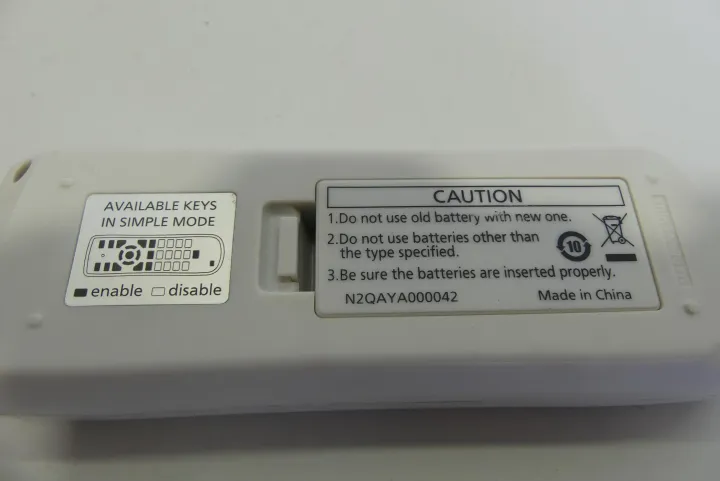 AVAILABLE KEYS
IN SIMPLE MODE
enable disable
CAUTION
1.Do not use old battery with new one.
2.Do not use batteries other than
the type specified.
10
3.Be sure the batteries are inserted properly.
N2QAYA000042 Made in China